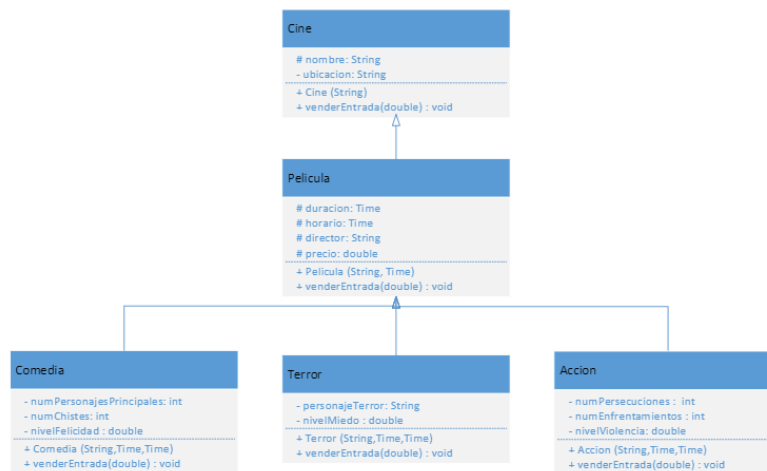 Cine
# nombre: String
- ubicacion: String
+ Cine (String)
+ venderEntrada(double) : void
Pelicula
# duracion: Time
# horario: Time
# director: String
# precio: double
+ Pelicula (String, Time)
+ venderEntrada(double) : void
Comedia
- numPersonajesPrincipales: int
- numChistes: int
- nivelFelicidad : double
+ Comedia (String,Time,Time)
+ venderEntrada(double) : void
Terror
- personajeTerror: String
- nivelMiedo : double
+ Terror (String,Time,Time)
+ venderEntrada(double) : void
Accion
- numPersecuciones : int
- numEnfrentamientos : int
- nivelViolencia: double
+ Accion (String,Time,Time)
+ venderEntrada(double) : void